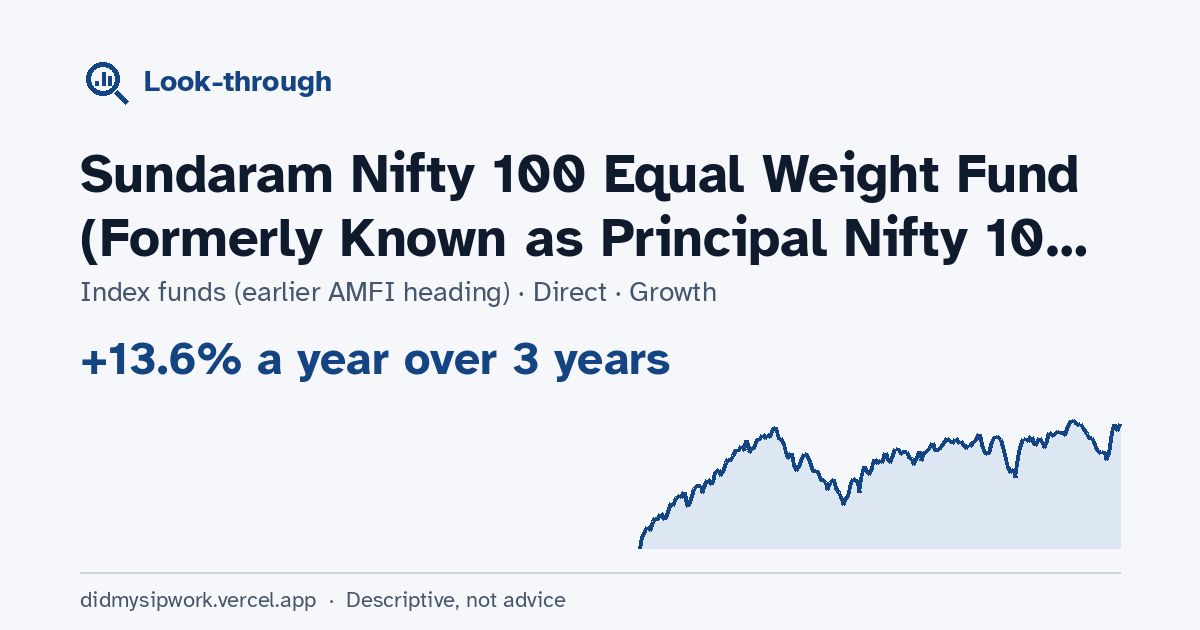 Look-through
Sundaram Nifty 100 Equal Weight Fund
(Formerly Known as Principal Nifty 10...
Index funds (earlier AMFI heading) · Direct · Growth
+13.6% a year over 3 years
didmysipwork.vercel.app · Descriptive, not advice